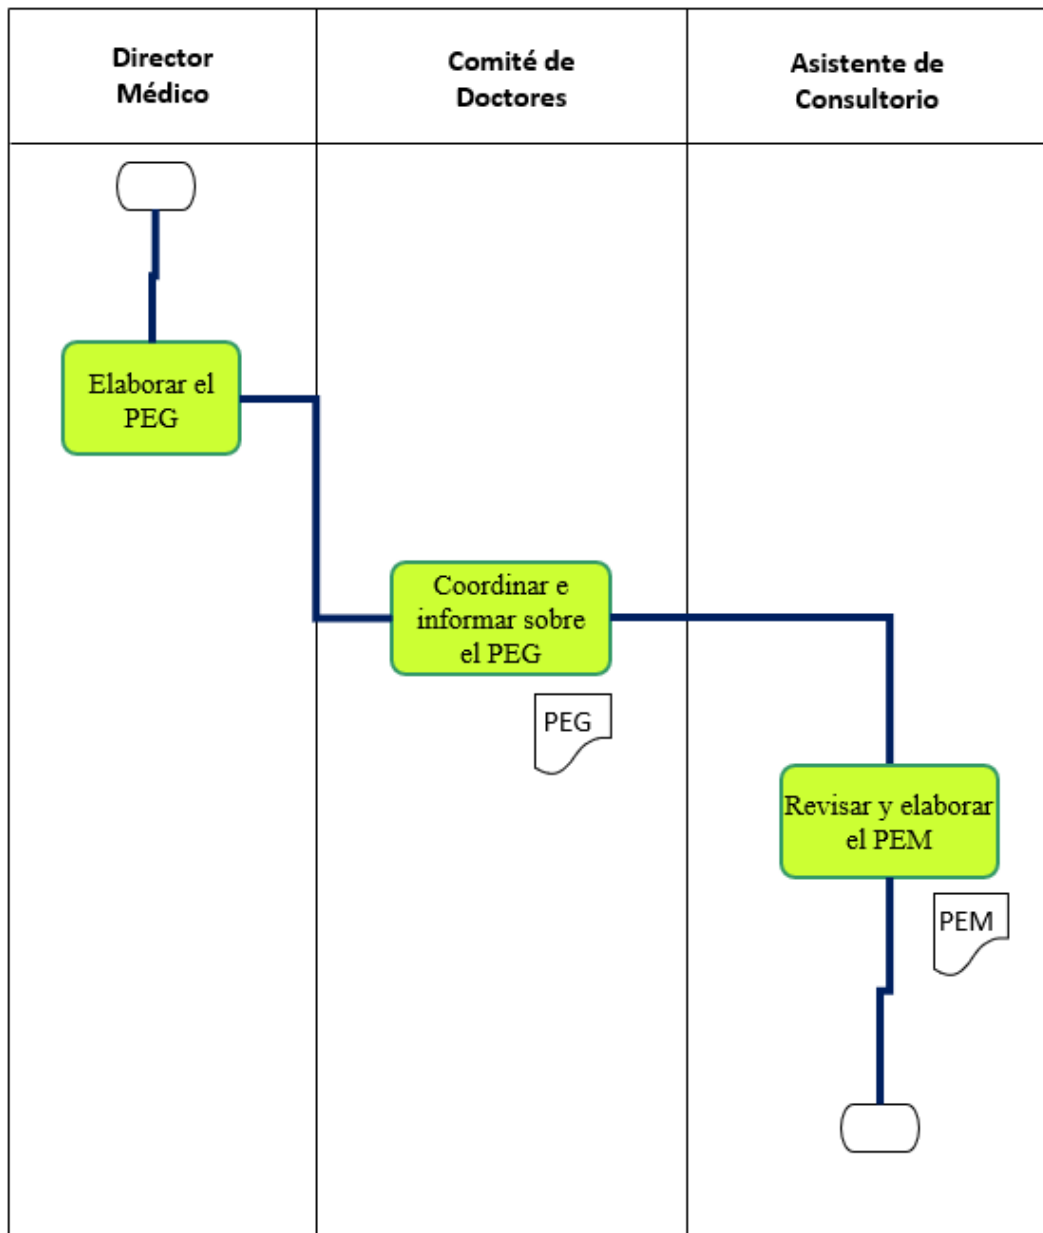 Director
Médico
Comité de
Doctores
Asistente de
Consultorio
Elaborar el
PEG
Coordinar e
informar sobre
el PEG
PEG
Revisar y elaborar
el PEM
PEM